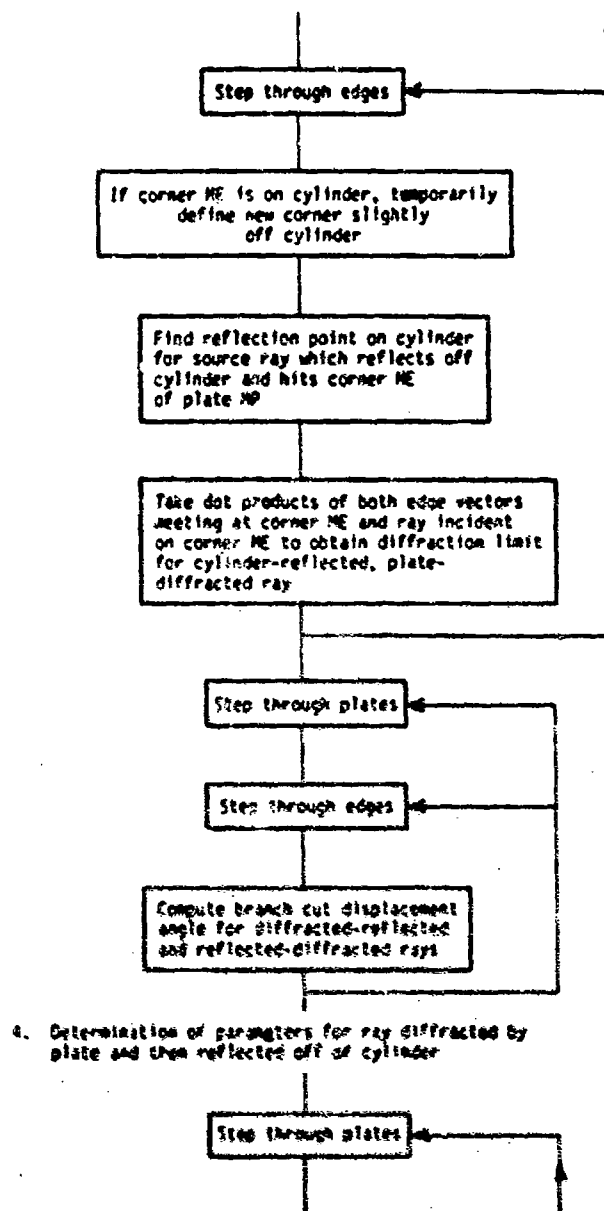 Step through edges
If corner ME is on cylinder, temporarily
define new corner slightly
off cylinder
Find reflection point on cylinder
for source ray which reflects off
cylinder and hits corner ME
of plate MP
Take dot products of both edge vectors
meeting at corner ME and ray incident
on corner ME to obtain diffraction limit
for cylinder-reflected, plate-
diffracted ray
Step through plates
Step through edges
Compute branch cut displacement
angle for diffracted-reflected
and reflected-diffracted rays
4. Determination of parameters for ray diffracted by
plate and then reflected off of cylinder
Step through plates